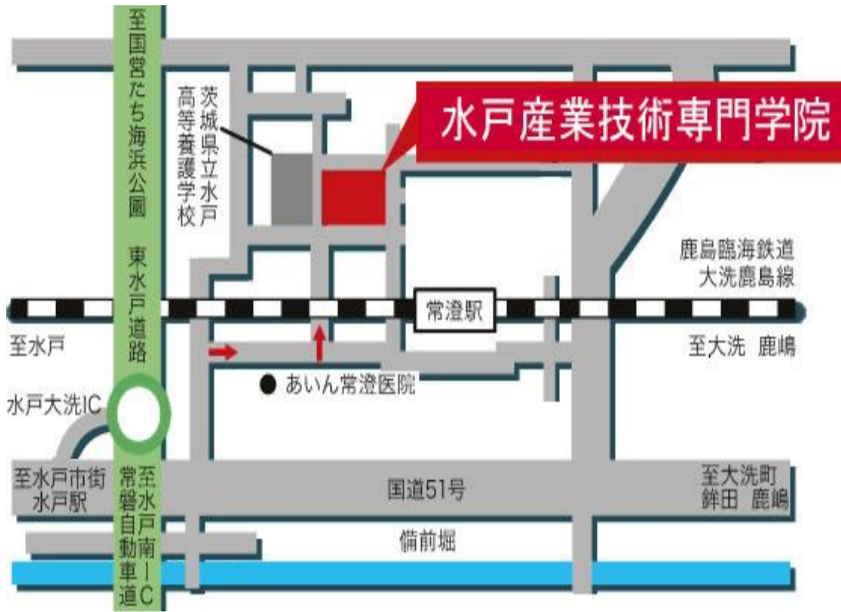 至国営たち海浜公園
東水戸道路
茨城県立水戸
高等養護学校
水戸産業技術専門学院
鹿島臨海鉄道
大洗鹿島線
常澄駅
至水戸
至大洗 鹿嶋
あいん常澄医院
水戸大洗IC
至水戸市街
水戸駅
至水戸南IC
常磐自動車道
国道51号
至大洗町
鉾田 鹿嶋
備前堀